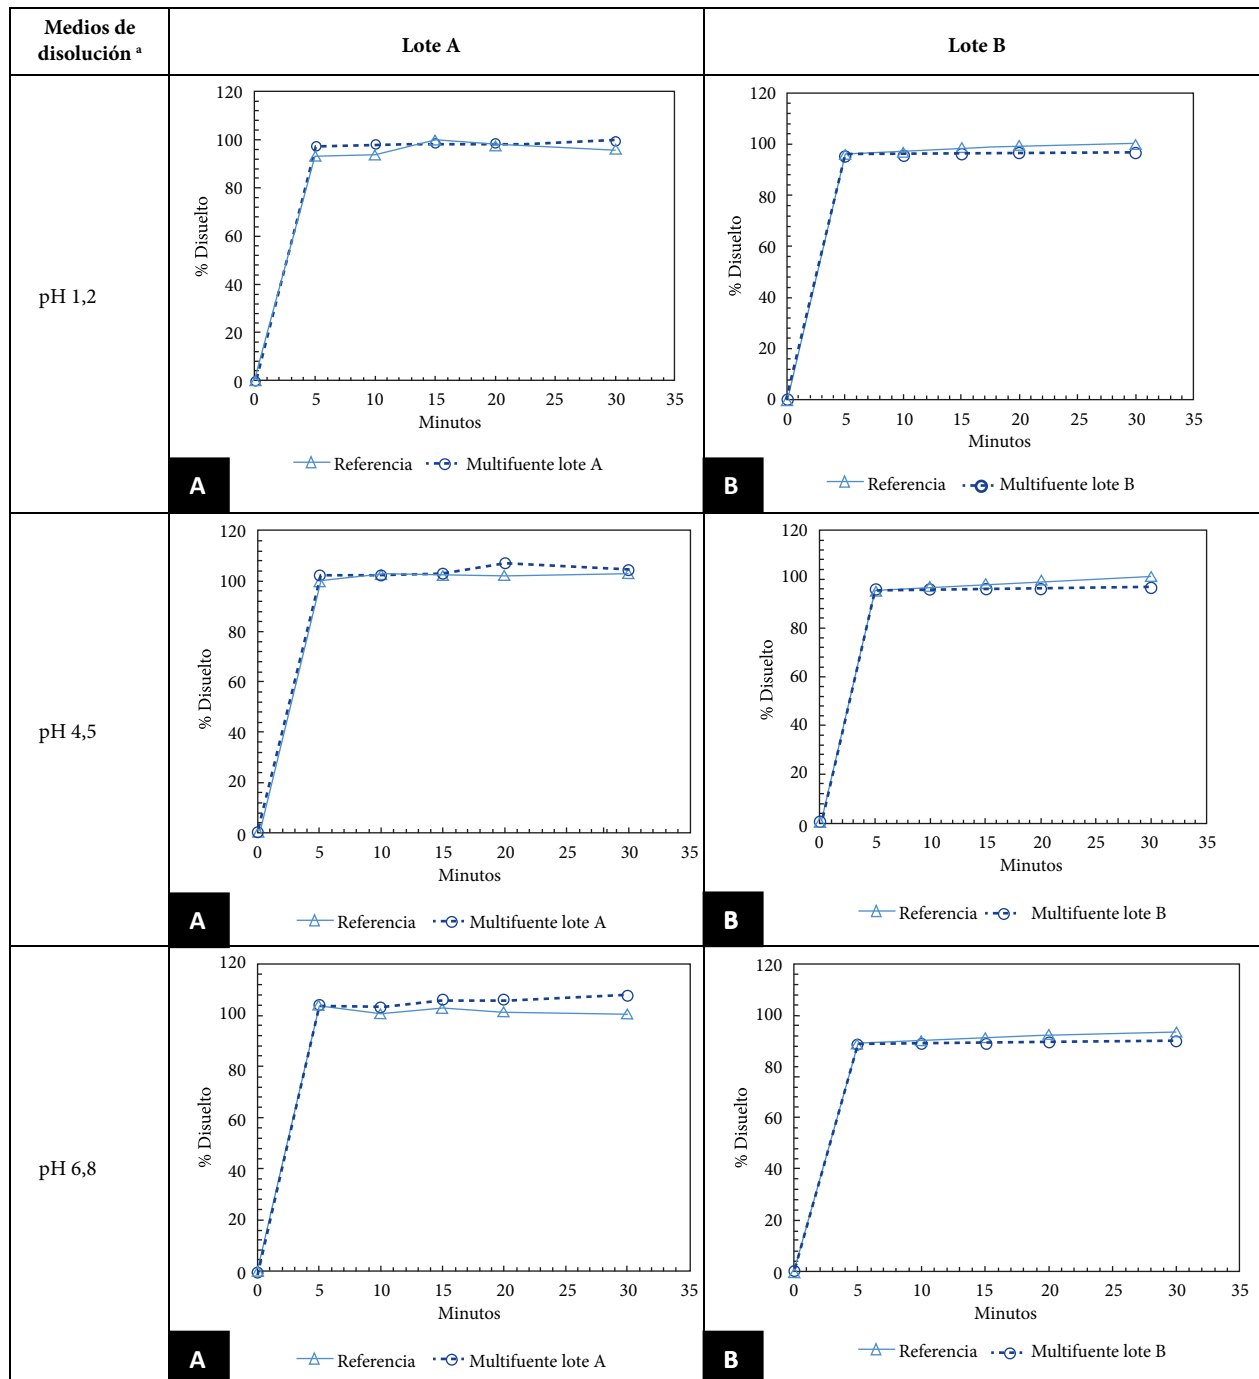 Medios de
disolución ᵃ
Lote A
Lote B
pH 1,2
120
100
80
60
40
20
0
% Disuelto
0 5 10 15 20 25 30 35
Minutos
Referencia Multifuente lote A
A
120
100
80
60
40
20
0
% Disuelto
0 5 10 15 20 25 30 35
Minutos
Referencia Multifuente lote B
B
pH 4,5
120
100
80
60
40
20
0
% Disuelto
0 5 10 15 20 25 30 35
Minutos
Referencia Multifuente lote A
A
120
100
80
60
40
20
0
% Disuelto
0 5 10 15 20 25 30 35
Minutos
Referencia Multifuente lote B
B
pH 6,8
120
100
80
60
40
20
0
% Disuelto
0 5 10 15 20 25 30 35
Minutos
Referencia Multifuente lote A
A
120
100
80
60
40
20
0
% Disuelto
0 5 10 15 20 25 30 35
Minutos
Referencia Multifuente lote B
B